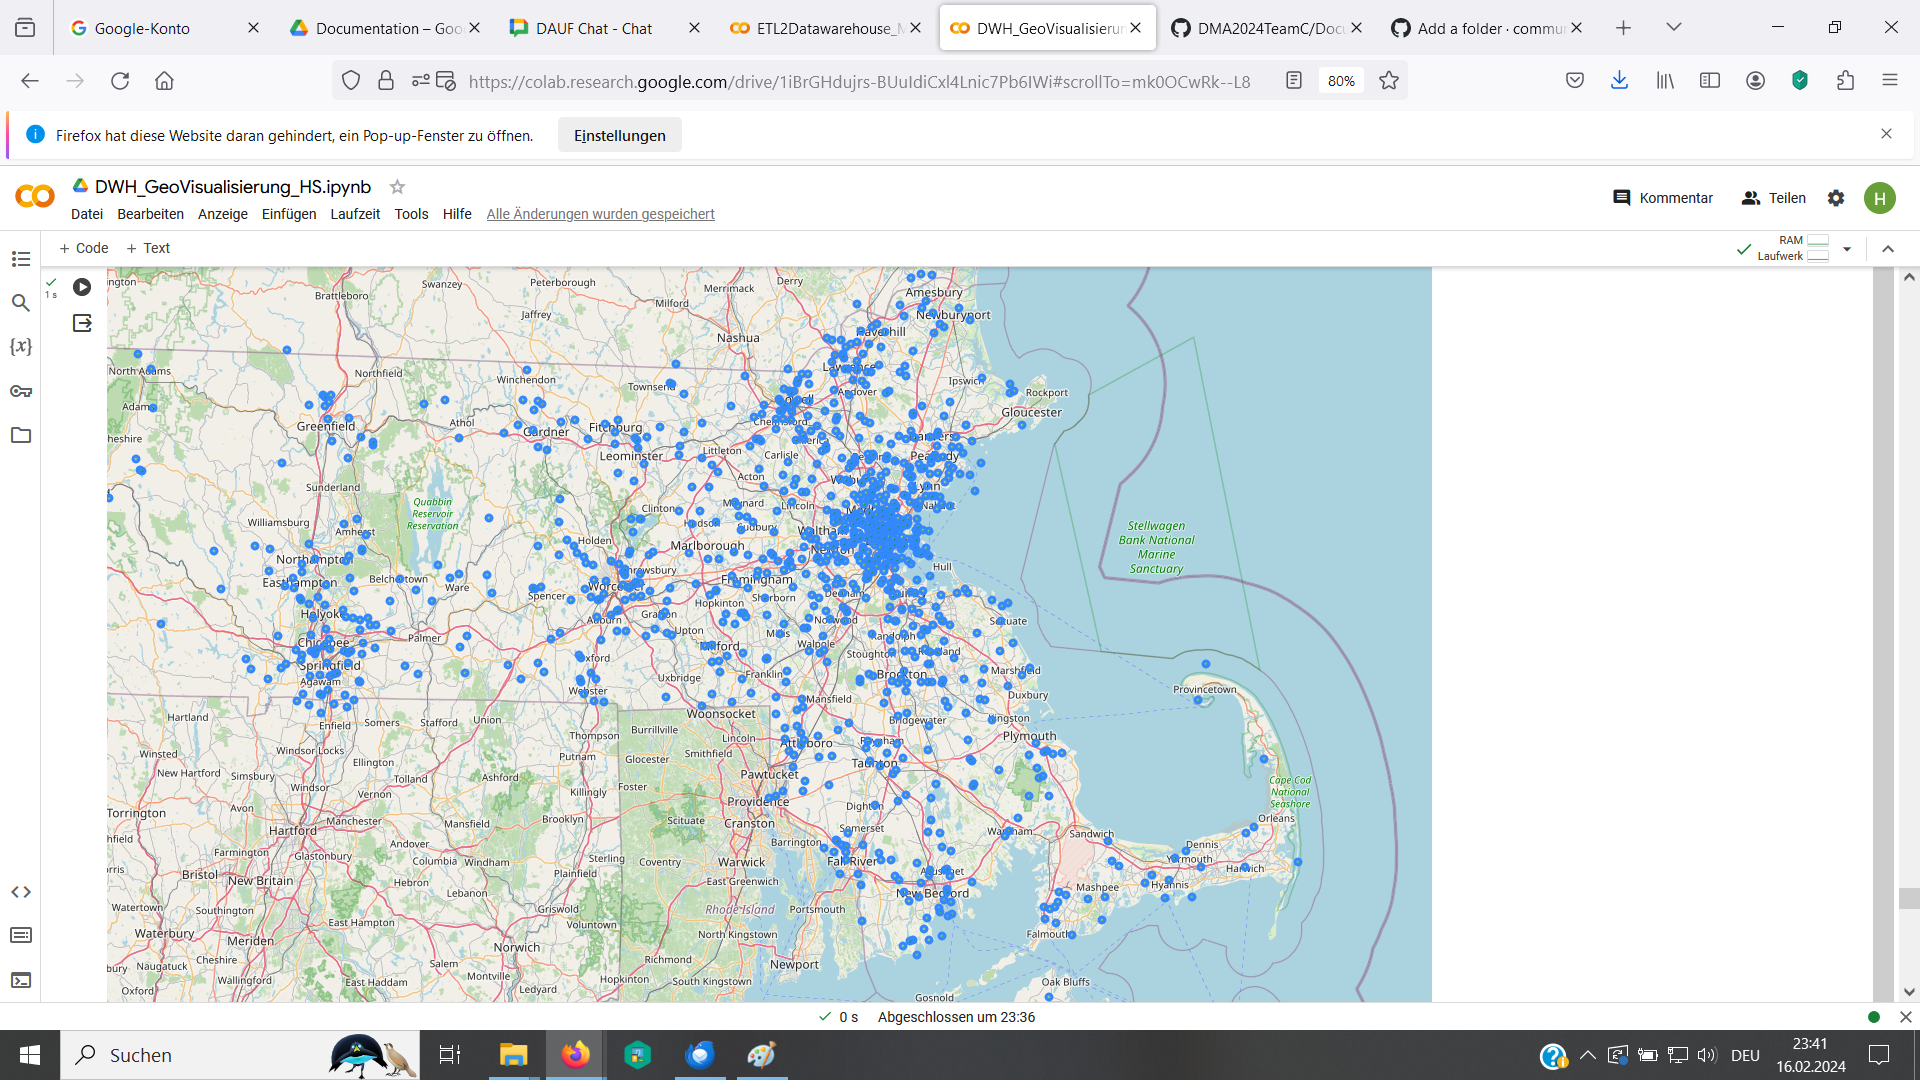 Google-Konto
Documentation – Goo
DAUF Chat - Chat
ETL2Datawarehouse_M
DWH_GeoVisualisierun
DMA2024TeamC/Docu
Add a folder · commun
https://colab.research.google.com/drive/1iBrGHdujrs-BUuIdiCxl4Lnic7Pb6IWi#scrollTo=mk0OCwRk--L8
80%
Firefox hat diese Website daran gehindert, ein Pop-up-Fenster zu öffnen.
Einstellungen
DWH_GeoVisualisierung_HS.ipynb
Kommentar
Teilen
H
Datei Bearbeiten Anzeige Einfügen Laufzeit Tools Hilfe Alle Änderungen wurden gespeichert
+ Code + Text
RAM
Laufwerk
1 s
{x}
ington
Brattleboro
Swanzey
Peterborough
Merrimack
Derry
Amesbury
Milford
Jaffrey
Newburyport
Nashua
Haverhill
North Adams
Northfield
Winchendon
Townsend
Lawrence
Ipswich
Rockport
Adams
Andover
Gloucester
Greenfield
Athol
Gardner
Fitchburg
Lowell
Chelmsford
Danvers
heshire
Leominster
Littleton
Carlisle
Peabody
Acton
Lynn
Sunderland
Quabbin
Reservoir
Reservation
Clinton
Maynard
Lincoln
Nahant
Williamsburg
Amherst
Hudson
Sudbury
Waltham
Stellwagen
Bank National
Marine
Sanctuary
Holden
Marlborough
Newton
Northampton
Hull
Easthampton
Belchertown
Ware
Shrewsbury
Worcester
Framingham
Spencer
Hopkinton
Sherborn
Dedham
Holyoke
Auburn
Grafton
Norwood
Scituate
Palmer
Upton
Millis
Walpole
Randolph
Chicopee
Milford
Stoughton
Springfield
Oxford
Agawam
Uxbridge
Franklin
Brockton
Marshfield
Webster
Mansfield
Duxbury
Provincetown
Hartland
Enfield
Somers
Stafford
Union
Woonsocket
Bridgewater
Kingston
Thompson
Burrillville
Lincoln
Attleboro
Raynham
Plymouth
Winsted
Windsor Locks
Putnam
Smithfield
Ellington
Glocester
Taunton
New Hartford
Simsbury
Tolland
Ashford
Pawtucket
Cape Cod
National
Seashore
Windsor
Vernon
Killingly
Foster
Providence
Dighton
Orleans
Torrington
Avon
Manchester
Mansfield
Brooklyn
Scituate
Cranston
Somerset
Wareham
Sandwich
hfield
Hartford
Dennis
Farmington
Andover
Barrington
Yarmouth
Glastonbury
Columbia
Windham
Sterling
Coventry
Warwick
Fall River
Harwich
rris
Bristol
Plainfield
Acushnet
New Britain
Hebron
East Greenwich
Mashpee
Hyannis
Lebanon
New Bedford
Watertown
Southington
Griswold
Rhode Island
Portsmouth
East Hampton
Voluntown
Waterbury
Meriden
North Kingstown
Falmouth
Norwich
Cheshire
Richmond
Newport
bury
Naugatuck
Salem
Wallingford
East Haddam
Montville
Hopkinton
South Kingstown
Oak Bluffs
Oxford
Ledyard
Gosnold
0 s Abgeschlossen um 23:36
Suchen
DEU
23:41
16.02.2024